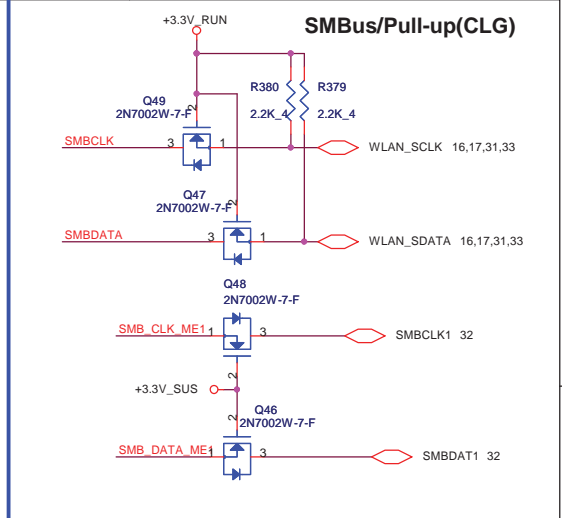 +3.3V_RUN
SMBus/Pull-up(CLG)
R380 R379
Q49
2N7002W-7-F
2
2.2K_4 2.2K_4
SMBCLK 3 1 WLAN_SCLK 16,17,31,33
Q47
2N7002W-7-F
2
SMBDATA 3 1 WLAN_SDATA 16,17,31,33
Q48
2N7002W-7-F
SMB_CLK_ME1 1 3 SMBCLK1 32
2
+3.3V_SUS
2
Q46
2N7002W-7-F
SMB_DATA_ME1 1 3 SMBDAT1 32